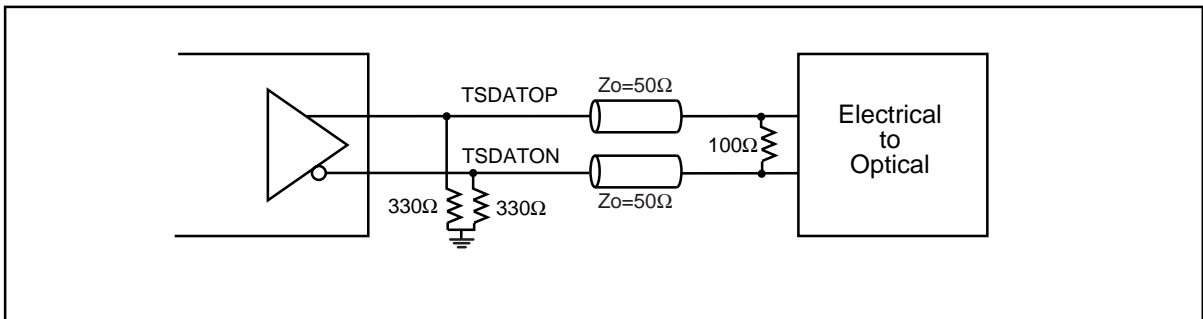 TSDATOP
Zo=50Ω
TSDATON
Zo=50Ω
330Ω
330Ω
100Ω
Electrical
to
Optical